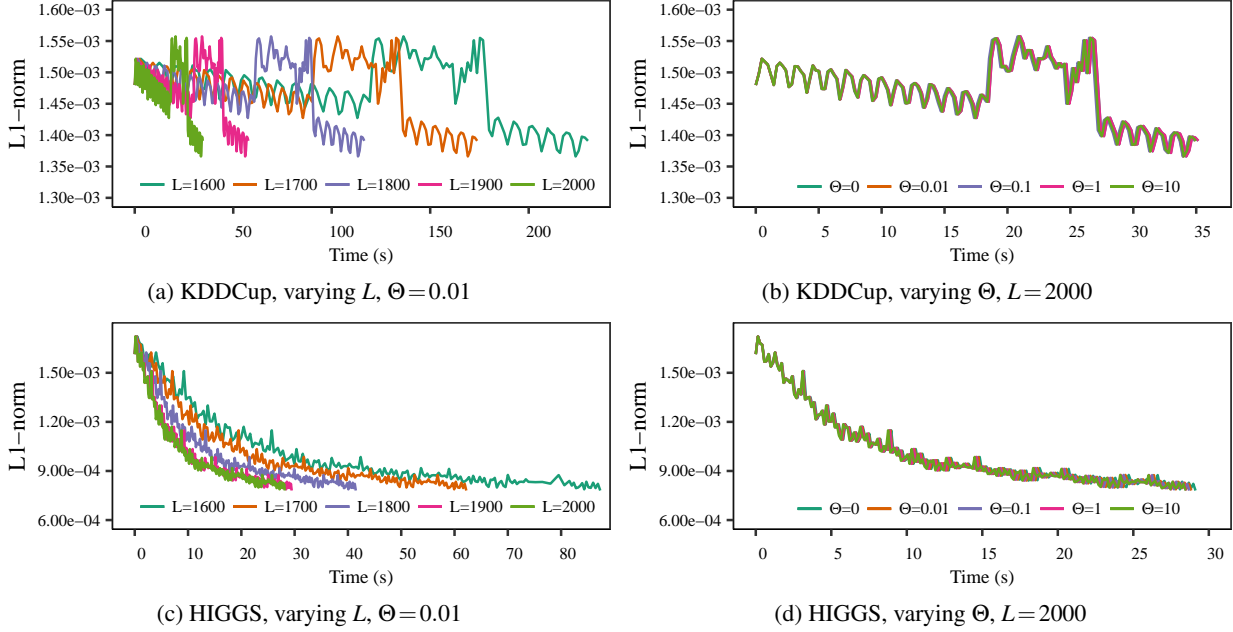 1.60e−03
1.55e−03
1.50e−03
1.45e−03
1.40e−03
1.35e−03
1.30e−03
L1−norm
L=1600 L=1700 L=1800 L=1900 L=2000
0 50 100 150 200
Time (s)
(a) KDDCup, varying L, Θ=0.01
1.60e−03
1.55e−03
1.50e−03
1.45e−03
1.40e−03
1.35e−03
1.30e−03
L1−norm
Θ=0 Θ=0.01 Θ=0.1 Θ=1 Θ=10
0 5 10 15 20 25 30 35
Time (s)
(b) KDDCup, varying Θ, L=2000
1.50e−03
1.20e−03
9.00e−04
6.00e−04
L1−norm
L=1600 L=1700 L=1800 L=1900 L=2000
0 10 20 30 40 50 60 70 80
Time (s)
(c) HIGGS, varying L, Θ=0.01
1.50e−03
1.20e−03
9.00e−04
6.00e−04
L1−norm
Θ=0 Θ=0.01 Θ=0.1 Θ=1 Θ=10
0 5 10 15 20 25 30
Time (s)
(d) HIGGS, varying Θ, L=2000